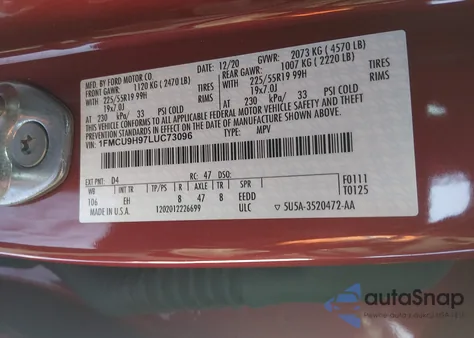 MFD. BY FORD MOTOR CO.
12/20 GVWR: 2073 KG (4570 LB)
FRONT GAWR: 1120 KG (2470 LB) REAR GAWR: 1007 KG (2220 LB)
WITH 225/55R19 99H TIRES WITH 225/55R19 99H TIRES
19x7.0J RIMS 19x7.0J RIMS
AT 230 kPa/ 33 PSI COLD AT 230 kPa/ 33 PSI COLD
THIS VEHICLE CONFORMS TO ALL APPLICABLE FEDERAL MOTOR VEHICLE SAFETY
AND THEFT PREVENTION STANDARDS IN EFFECT ON THE DATE OF MANUFACTURE SHOWN ABOVE.
VIN: 1FMCU9H97LUC73096 TYPE: MPV
EXT PNT: D4 RC: 47 DSO: F0111
WB INT TR TP/PS R AXLE TR SPR T0125
106 EH 8 47 8 EEDD
MADE IN U.S.A. 1202012226699 ULC SU5A-3520472-AA
autoSnap